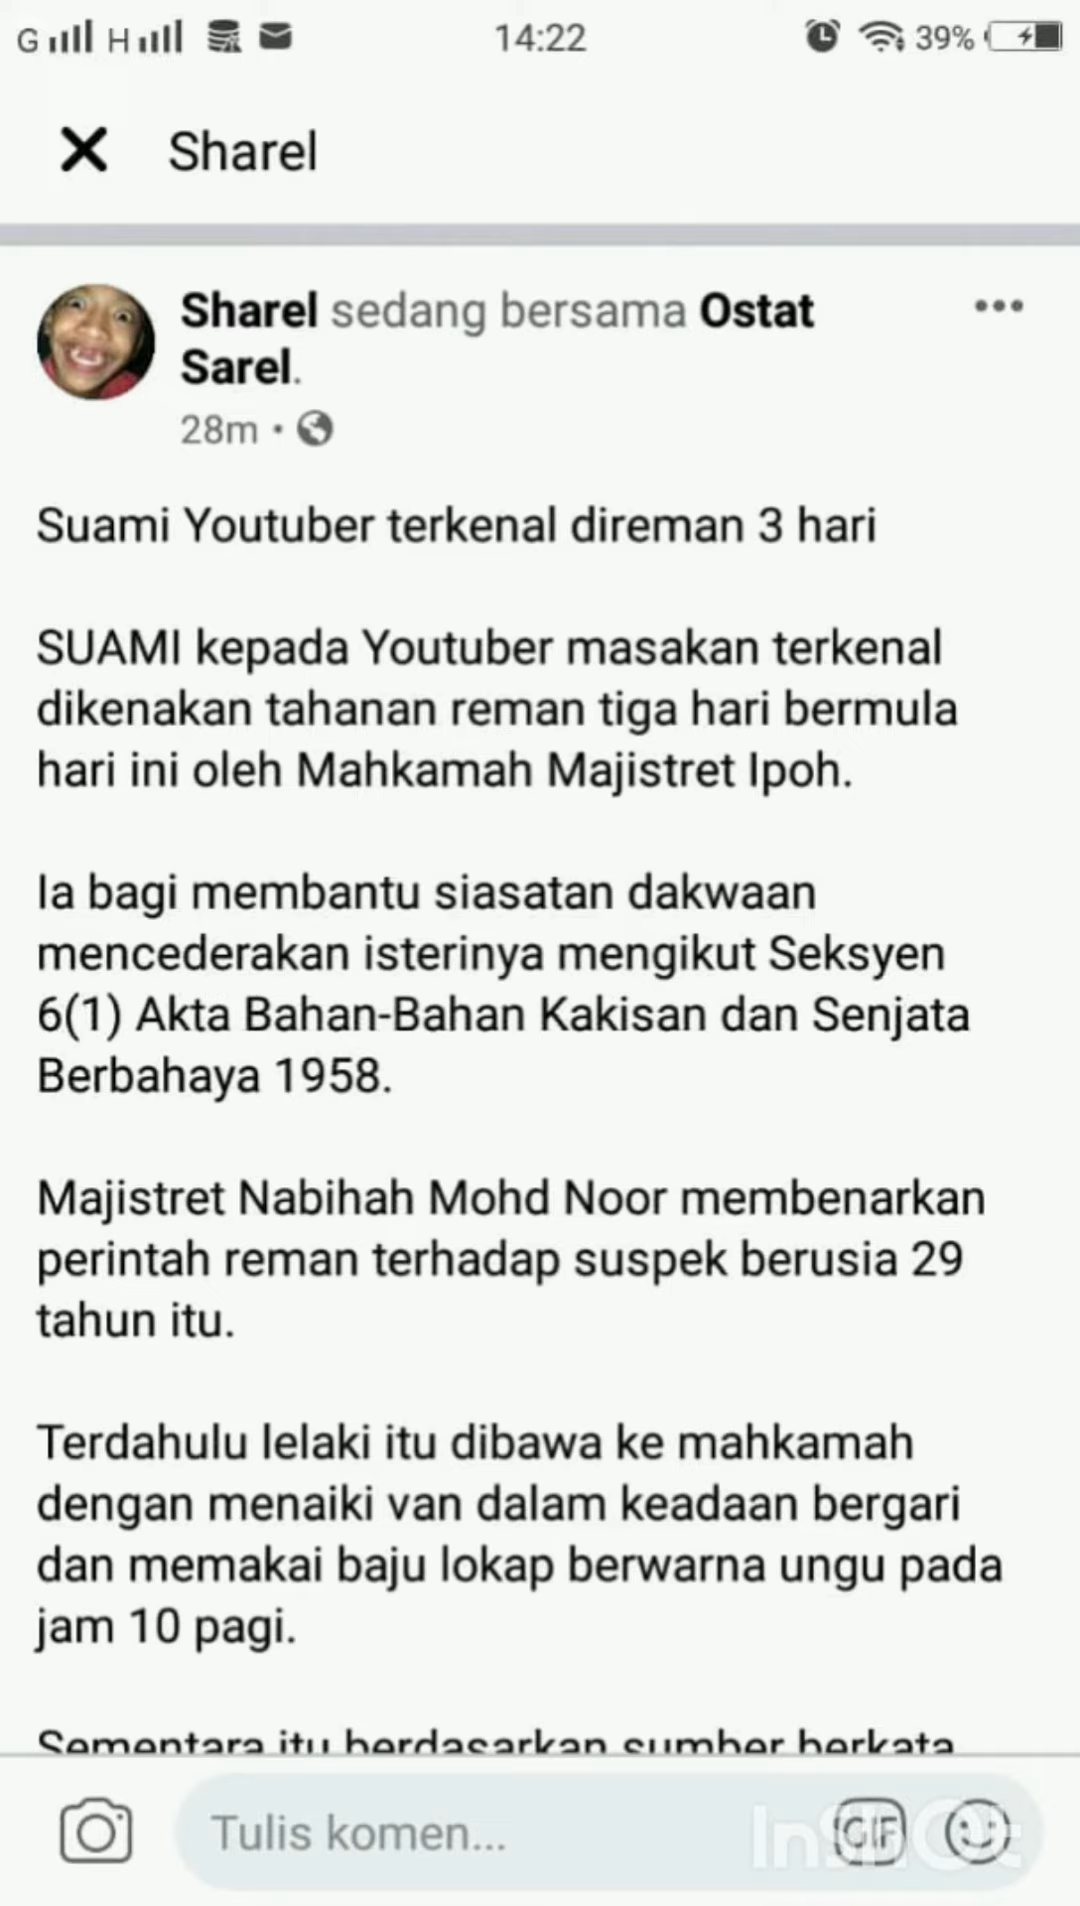 G H 14:22 39%
Sharel
Sharel sedang bersama Ostat
Sarel.
28m •
Suami Youtuber terkenal direman 3 hari
SUAMI kepada Youtuber masakan terkenal
dikenakan tahanan reman tiga hari bermula
hari ini oleh Mahkamah Majistret Ipoh.
Ia bagi membantu siasatan dakwaan
mencederakan isterinya mengikut Seksyen
6(1) Akta Bahan-Bahan Kakisan dan Senjata
Berbahaya 1958.
Majistret Nabihah Mohd Noor membenarkan
perintah reman terhadap suspek berusia 29
tahun itu.
Terdahulu lelaki itu dibawa ke mahkamah
dengan menaiki van dalam keadaan bergari
dan memakai baju lokap berwarna ungu pada
jam 10 pagi.
Sementara itu berdasarkan sumber berkata
Tulis komen...
GIF
InShOt